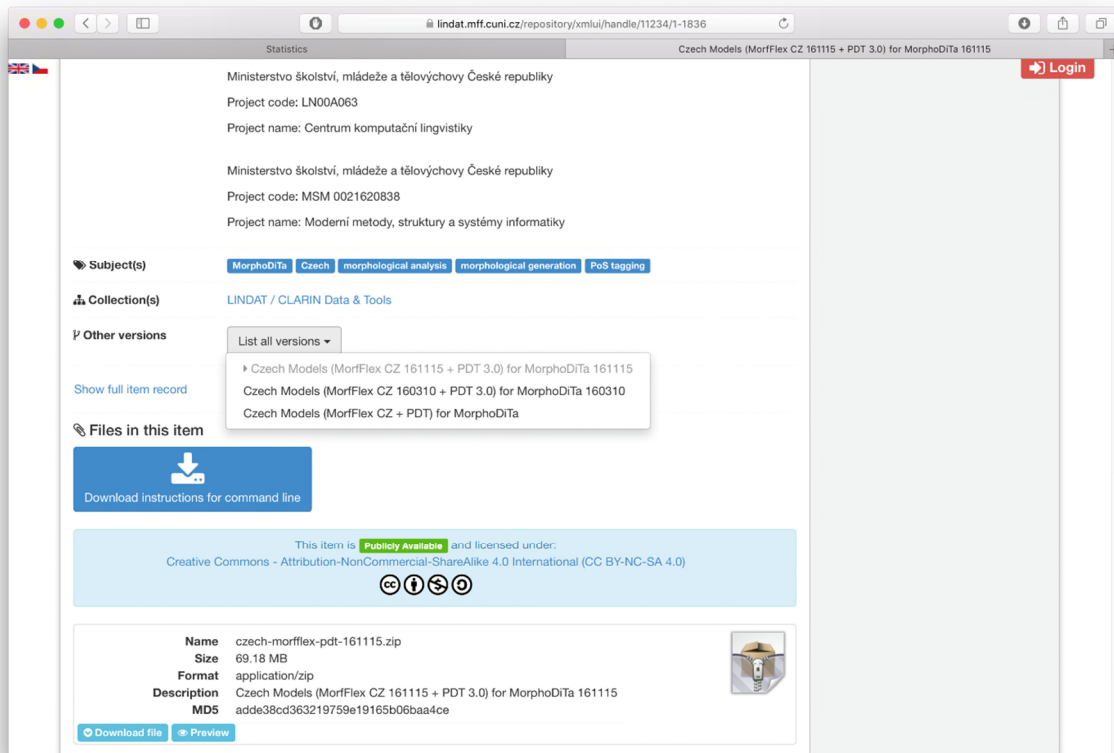 lindat.mff.cuni.cz/repository/xmlui/handle/11234/1-1836
Statistics
Czech Models (MorfFlex CZ 161115 + PDT 3.0) for MorphoDiTa 161115
Login
Ministerstvo školství, mládeže a tělovýchovy České republiky
Project code: LN00A063
Project name: Centrum komputační lingvistiky
Ministerstvo školství, mládeže a tělovýchovy České republiky
Project code: MSM 0021620838
Project name: Moderní metody, struktury a systémy informatiky
Subject(s)
MorphoDiTa Czech morphological analysis morphological generation PoS tagging
Collection(s)
LINDAT / CLARIN Data & Tools
Other versions
List all versions
Czech Models (MorfFlex CZ 161115 + PDT 3.0) for MorphoDiTa 161115
Czech Models (MorfFlex CZ 160310 + PDT 3.0) for MorphoDiTa 160310
Czech Models (MorfFlex CZ + PDT) for MorphoDiTa
Show full item record
Files in this item
Download instructions for command line
This item is Publicly Available and licensed under:
Creative Commons - Attribution-NonCommercial-ShareAlike 4.0 International (CC BY-NC-SA 4.0)
cc
Name czech-morfflex-pdt-161115.zip
Size 69.18 MB
Format application/zip
Description Czech Models (MorfFlex CZ 161115 + PDT 3.0) for MorphoDiTa 161115
MD5 adde38cd363219759e19165b06baa4ce
Download file Preview